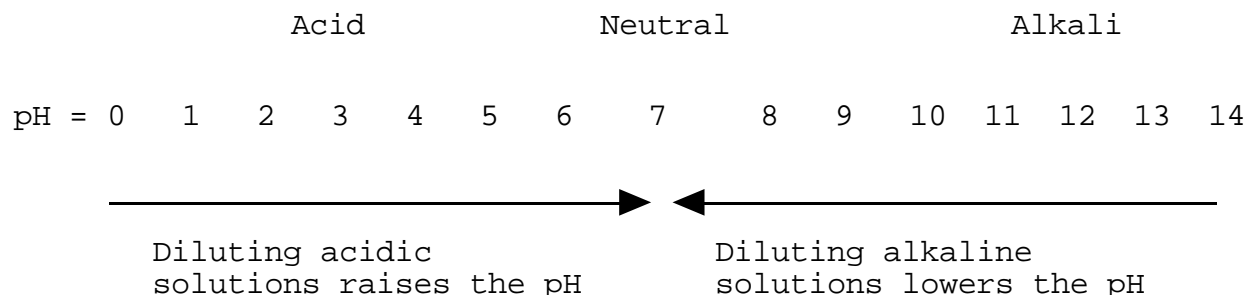 Acid Neutral Alkali
pH = 0 1 2 3 4 5 6 7 8 9 10 11 12 13 14
Diluting acidic
solutions raises the pH
Diluting alkaline
solutions lowers the pH